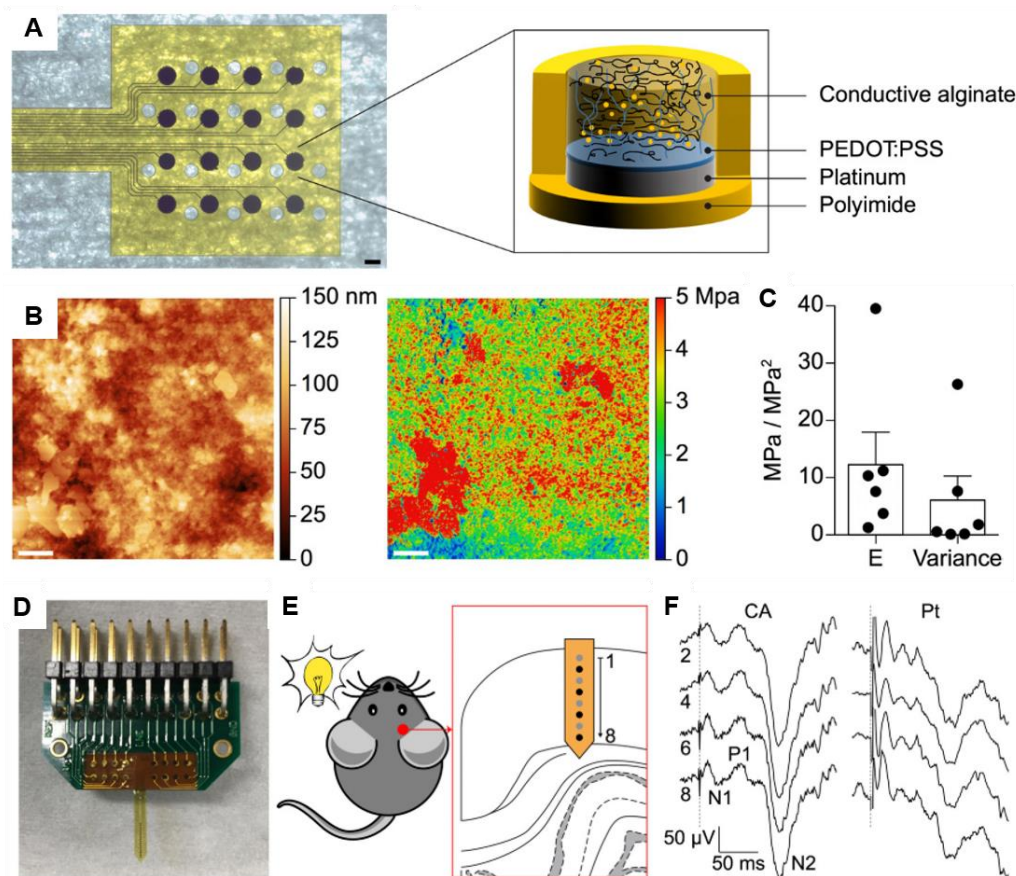 A
Conductive alginate
PEDOT:PSS
Platinum
Polyimide
B
150 nm
125
100
75
50
25
0
5 Mpa
4
3
2
1
0
C
MPa / MPa²
40
30
20
10
0
E
Variance
D
E
1
8
F
CA
Pt
2
4
6
8
P1
N1
N2
50 µV
50 ms